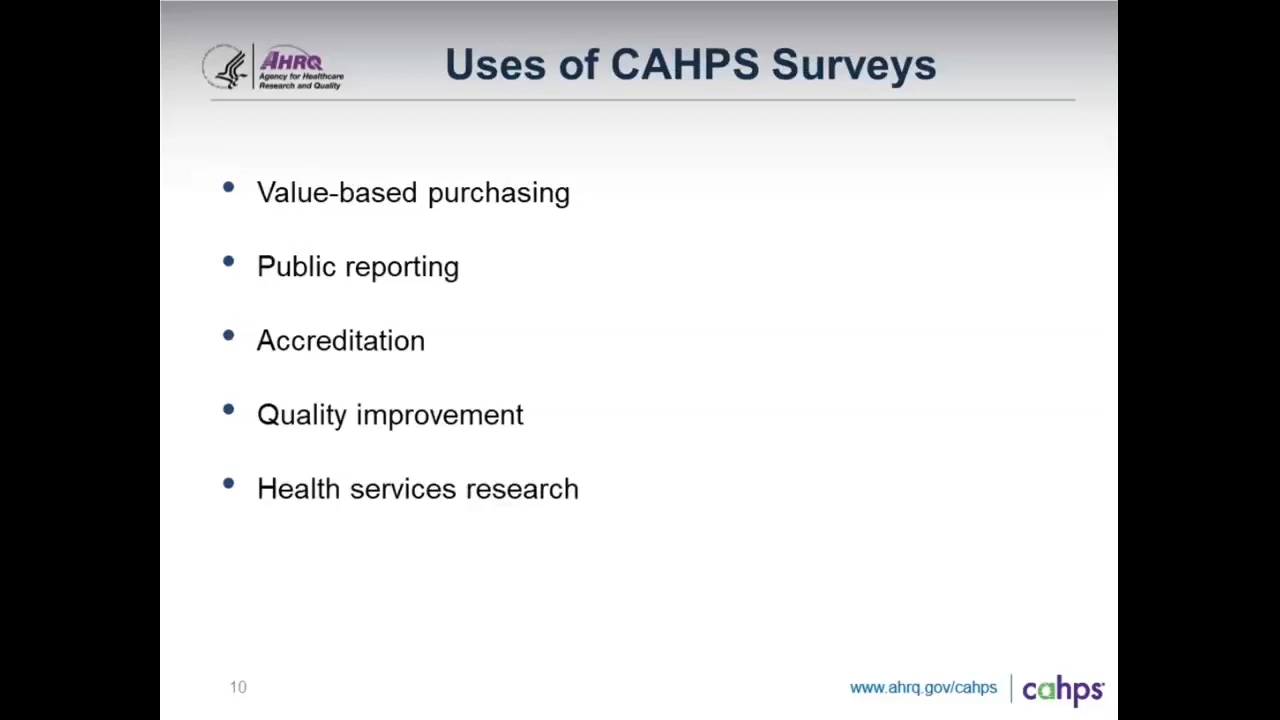 AHRQ
Agency for Healthcare
Research and Quality
Uses of CAHPS Surveys
• Value-based purchasing
• Public reporting
• Accreditation
• Quality improvement
• Health services research
10
www.ahrq.gov/cahps
cahps